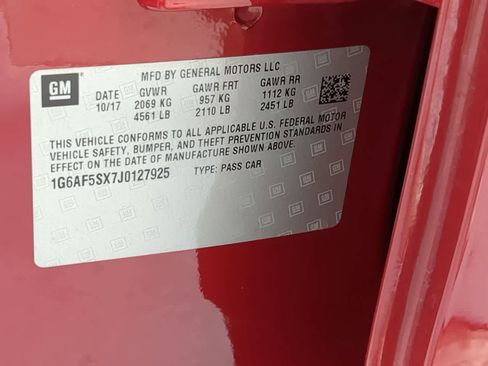 GM
MFD BY GENERAL MOTORS LLC
DATE GVWR GAWR FRT GAWR RR
10/17 2069 KG 957 KG 1112 KG
4561 LB 2110 LB 2451 LB
THIS VEHICLE CONFORMS TO ALL APPLICABLE U.S. FEDERAL MOTOR
VEHICLE SAFETY, BUMPER, AND THEFT PREVENTION STANDARDS IN
EFFECT ON THE DATE OF MANUFACTURE SHOWN ABOVE.
1G6AF5SX7J0127925 TYPE: PASS CAR